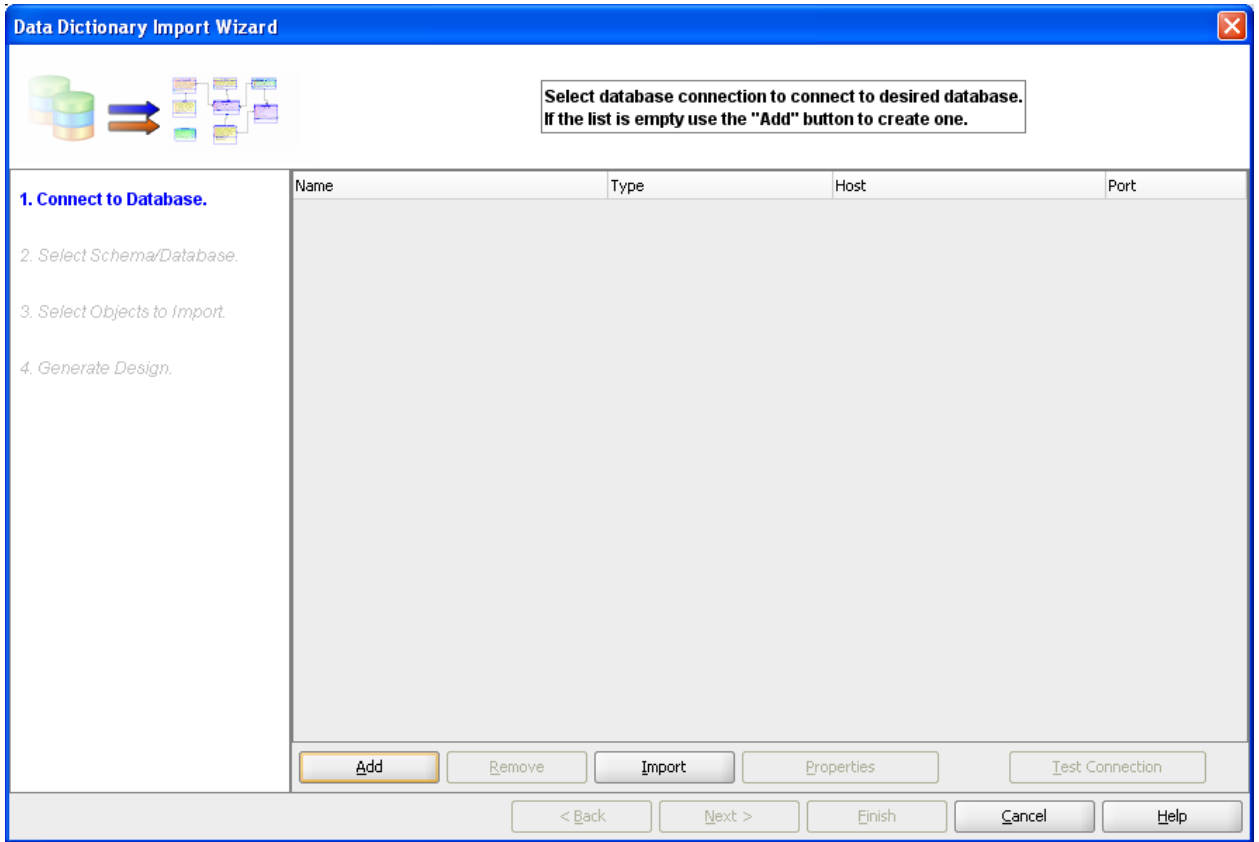 Data Dictionary Import Wizard
Select database connection to connect to desired database.
If the list is empty use the "Add" button to create one.
1. Connect to Database.
2. Select Schema/Database.
3. Select Objects to Import.
4. Generate Design.
Name Type Host Port
Add Remove Import Properties Test Connection
< Back Next > Finish Cancel Help